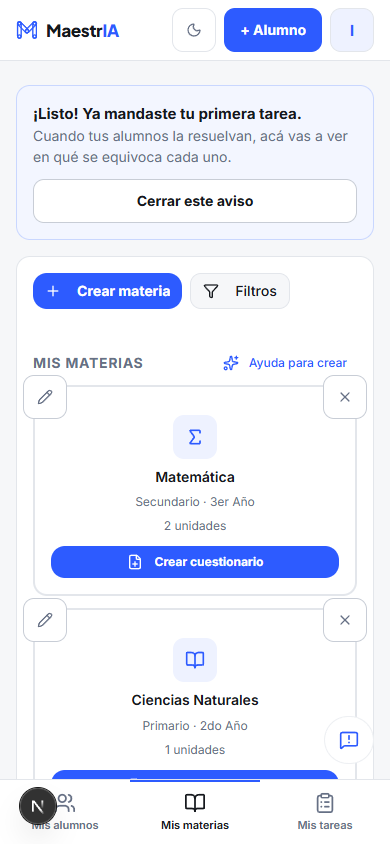 MaestrIA
+ Alumno
I
¡Listo! Ya mandaste tu primera tarea.
Cuando tus alumnos la resuelvan, acá vas a ver
en qué se equivoca cada uno.
Cerrar este aviso
Crear materia
Filtros
MIS MATERIAS
Ayuda para crear
Matemática
Secundario · 3er Año
2 unidades
Crear cuestionario
Ciencias Naturales
Primario · 2do Año
1 unidades
N
Mis alumnos
Mis materias
Mis tareas